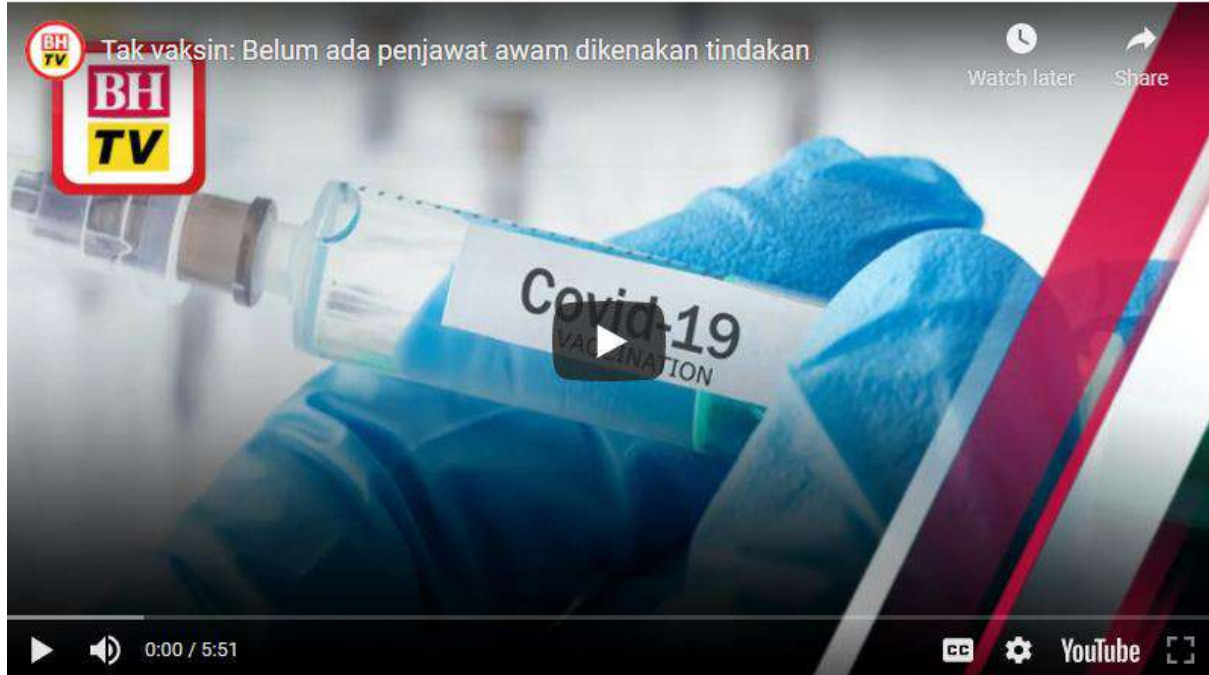 BH
TV
Tak vaksin: Belum ada penjawat awam dikenakan tindakan
Watch later
Share
BH
TV
Covid-19
VACCINATION
0:00 / 5:51
CC
YouTube